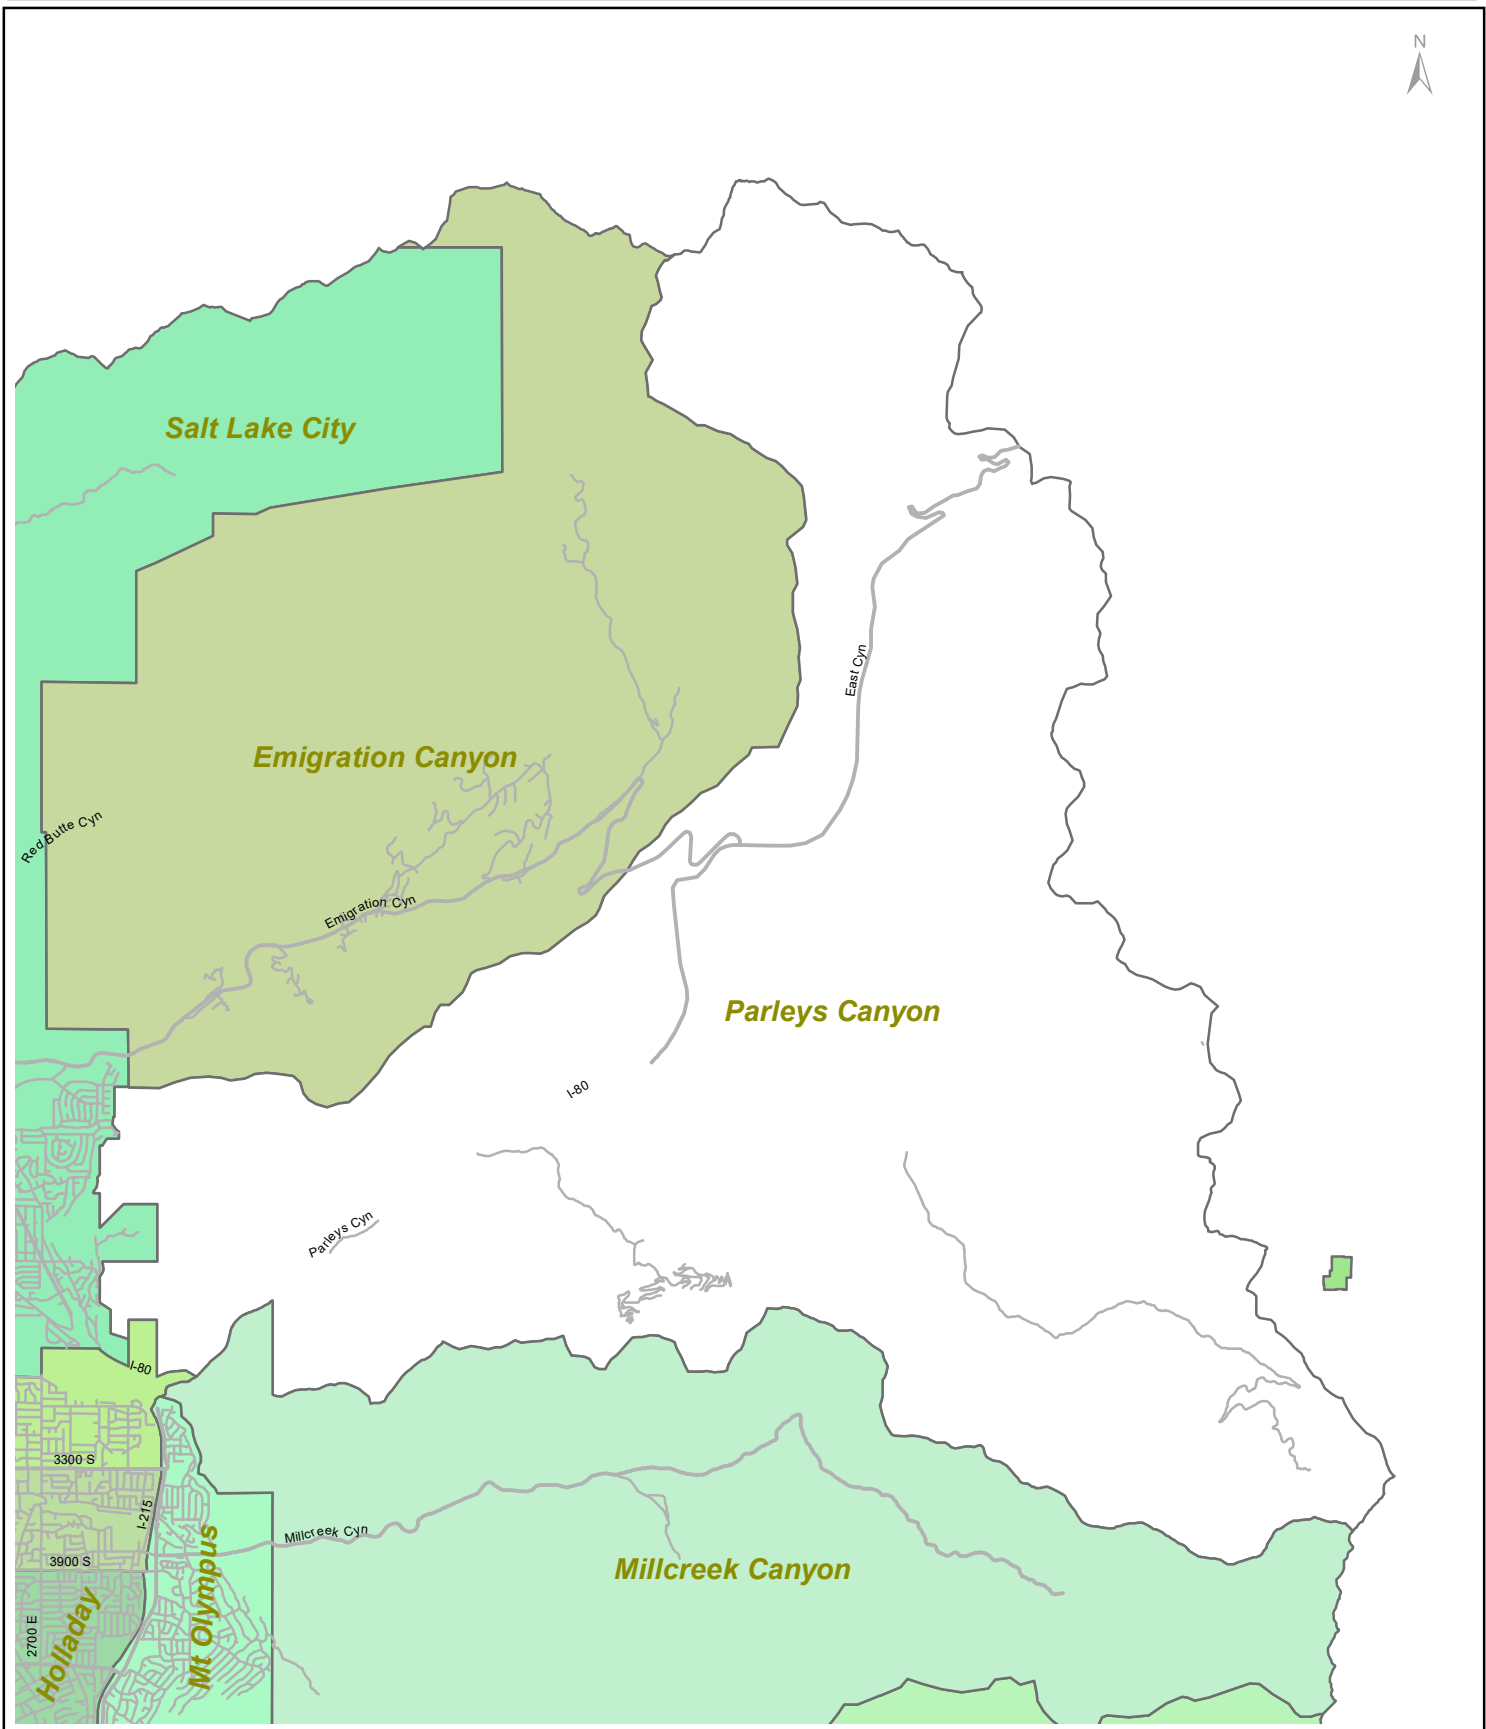 N
Salt Lake City
East Cyn
Emigration Canyon
Red Butte Cyn
Emigration Cyn
Parleys Canyon
I-80
Parleys Cyn
I-80
3300 S
I-215
Millcreek Cyn
3900 S
Millcreek Canyon
Mt Olympus
2700 E
Holladay